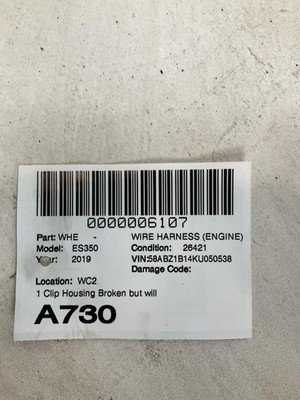 0000006107
Part: WHE - WIRE HARNESS (ENGINE)
Model: ES350 Condition: 26421
Year: 2019 VIN:58ABZ1B14KU050538
Damage Code:
Location: WC2
1 Clip Housing Broken but will
A730